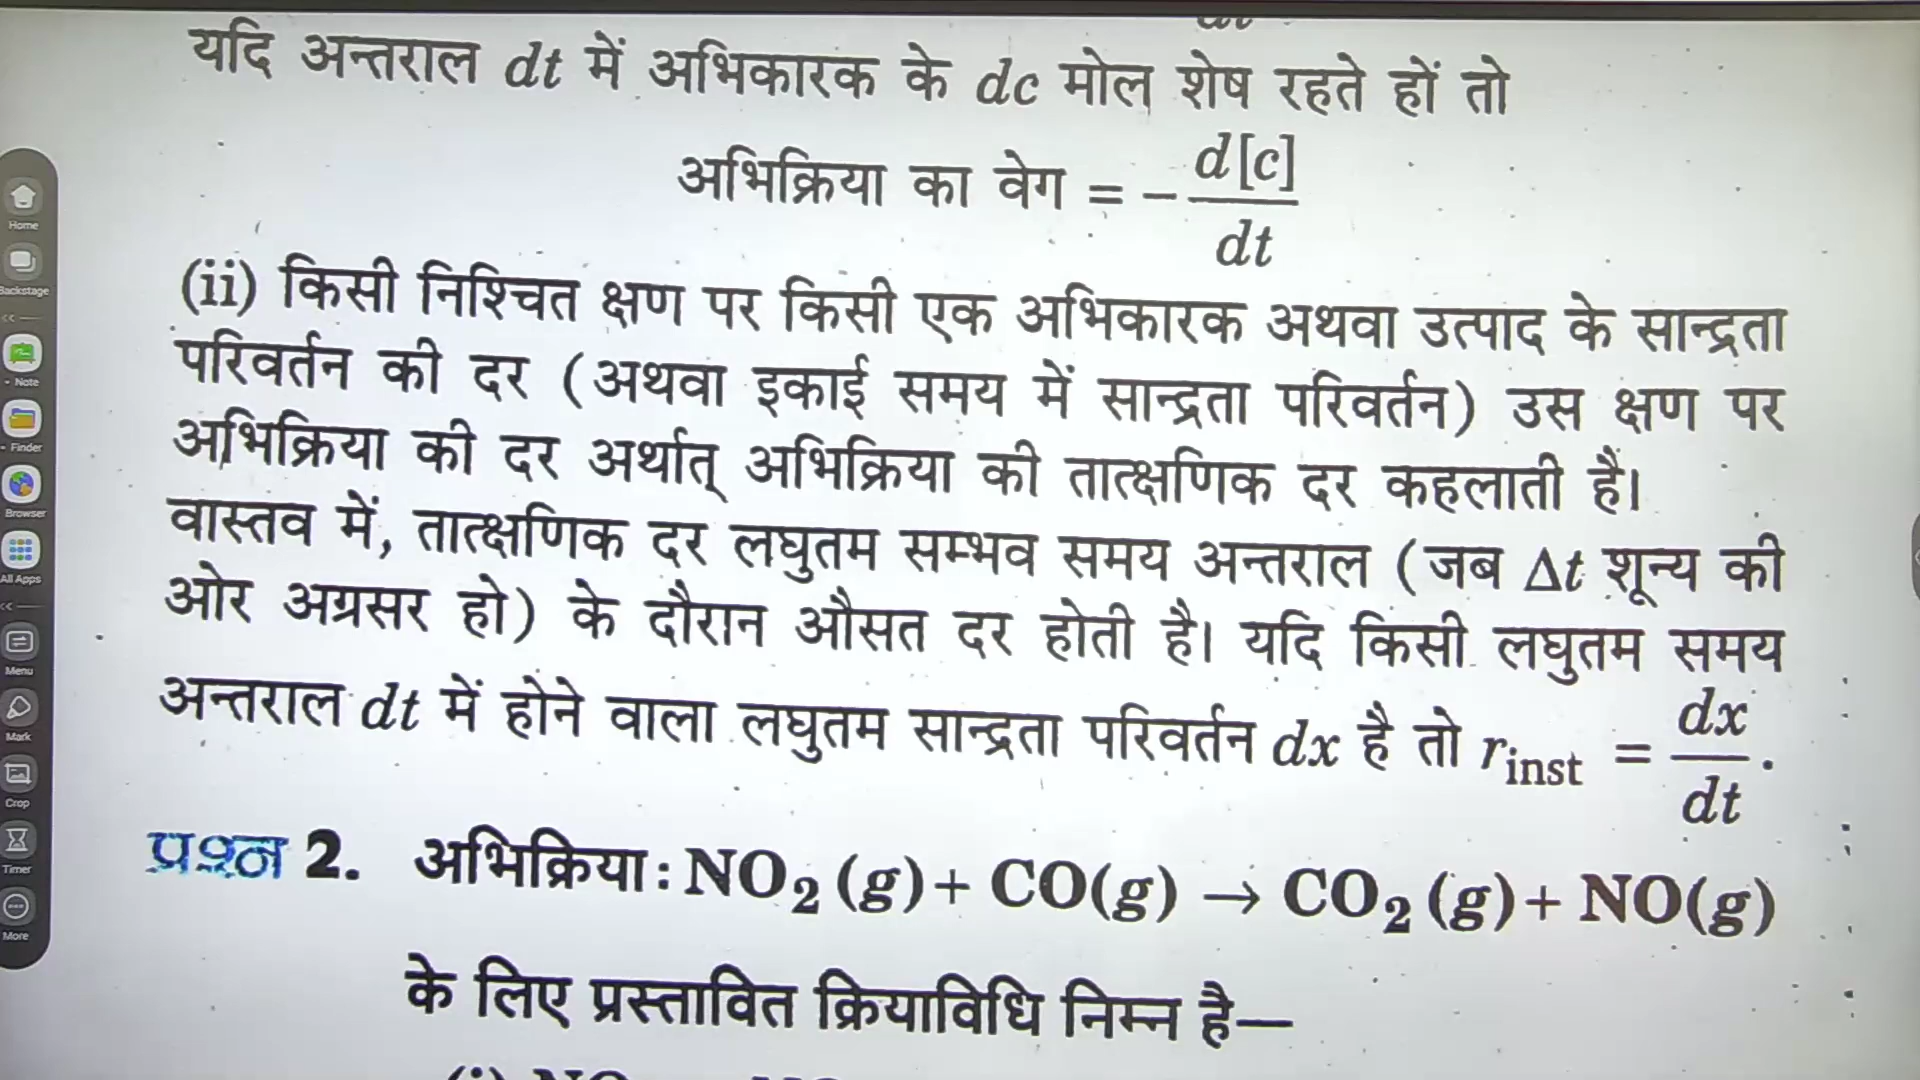 यदि अन्तराल dt में अभिकारक के dc मोल शेष रहते हों तो
अभिक्रिया का वेग = − d[c] / dt
(ii) किसी निश्चित क्षण पर किसी एक अभिकारक अथवा उत्पाद के सान्द्रता
परिवर्तन की दर (अथवा इकाई समय में सान्द्रता परिवर्तन) उस क्षण पर
अभिक्रिया की दर अर्थात् अभिक्रिया की तात्क्षणिक दर कहलाती है।
वास्तव में, तात्क्षणिक दर लघुतम सम्भव समय अन्तराल (जब Δt शून्य की
ओर अग्रसर हो) के दौरान औसत दर होती है। यदि किसी लघुतम समय
अन्तराल dt में होने वाला लघुतम सान्द्रता परिवर्तन dx है तो r_inst = dx / dt .
प्रश्न 2. अभिक्रिया : NO₂ (g) + CO(g) → CO₂ (g) + NO(g)
के लिए प्रस्तावित क्रियाविधि निम्न है—
Home
Backstage
Note
Finder
Browser
All Apps
Menu
Mark
Crop
Timer
More